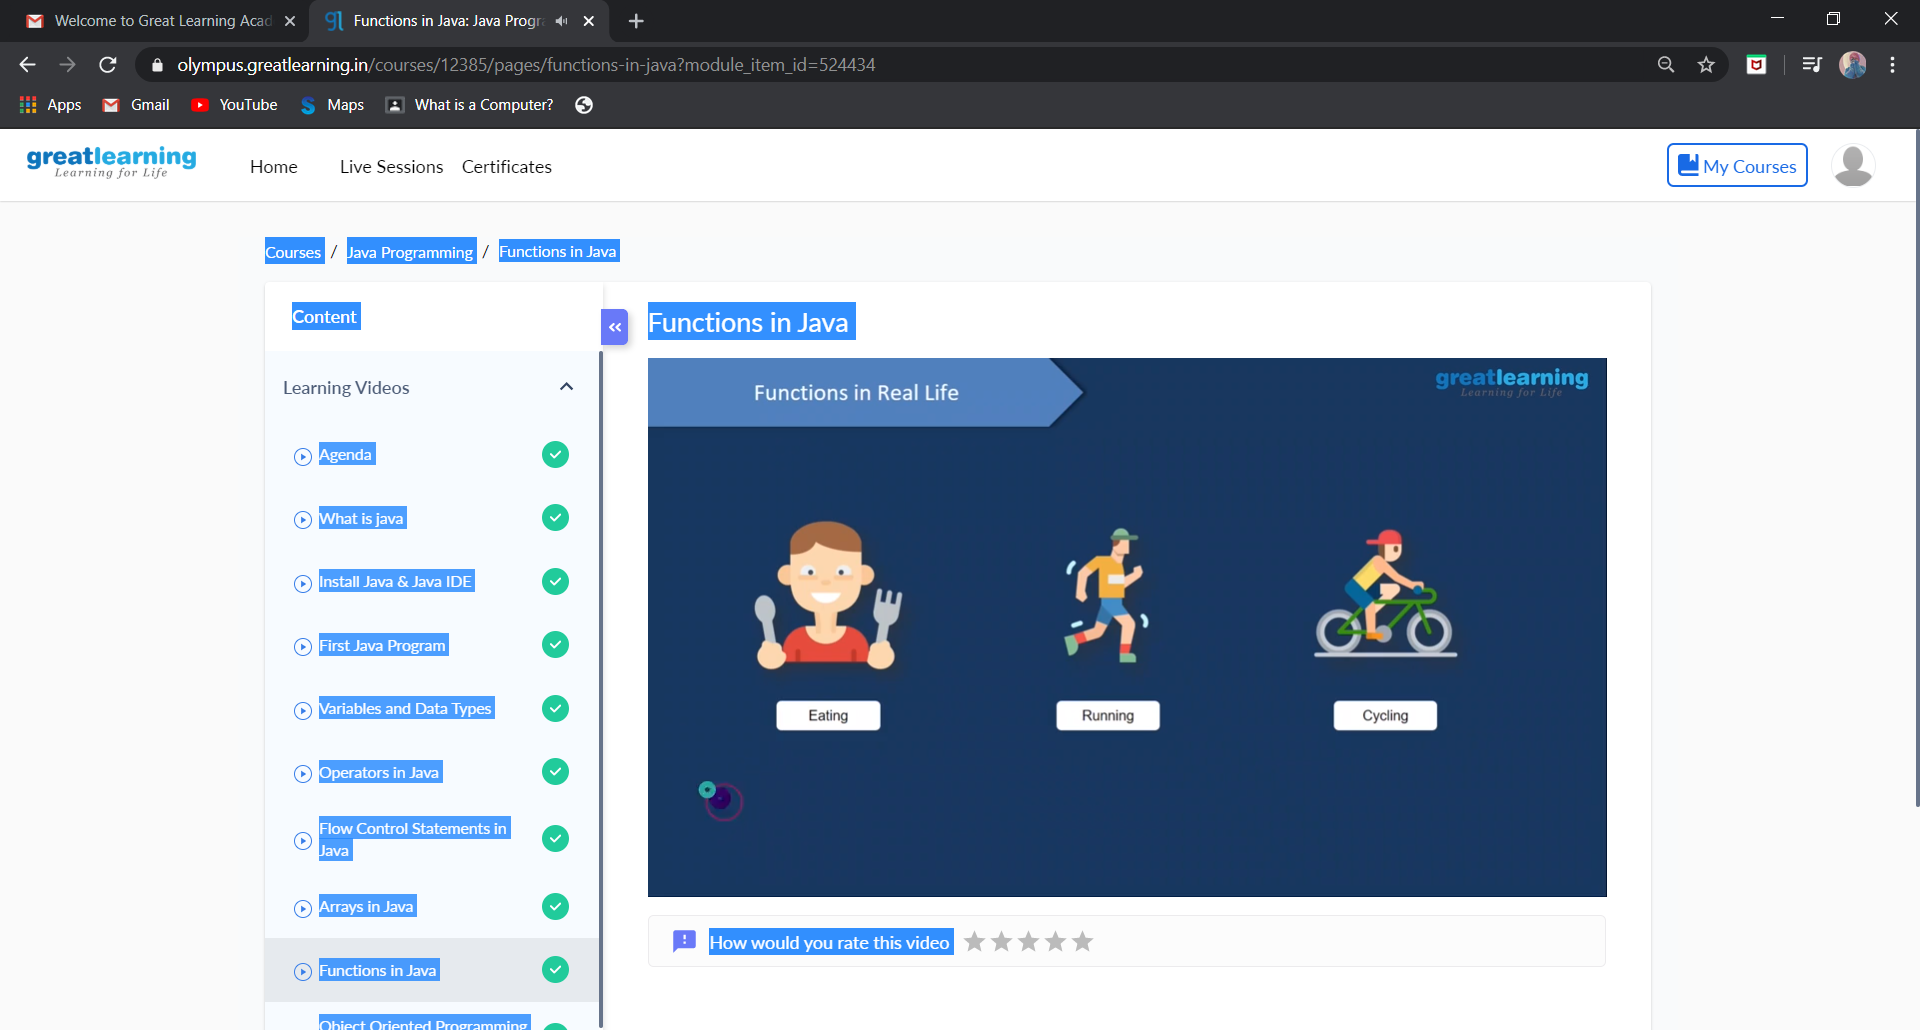 Welcome to Great Learning Acad
Functions in Java: Java Progra
olympus.greatlearning.in/courses/12385/pages/functions-in-java?module_item_id=524434
Apps
Gmail
YouTube
Maps
What is a Computer?
greatlearning
Learning for Life
Home
Live Sessions
Certificates
My Courses
Courses / Java Programming / Functions in Java
Content
Learning Videos
Agenda
What is java
Install Java & Java IDE
First Java Program
Variables and Data Types
Operators in Java
Flow Control Statements in
Java
Arrays in Java
Functions in Java
Object Oriented Programming
Functions in Java
Functions in Real Life
greatlearning
Learning for Life
Eating
Running
Cycling
How would you rate this video